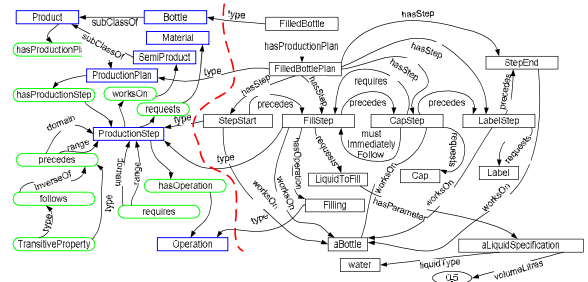 Product
subClassOf
Bottle
type
FilledBottle
hasStep
Material
hasProductionPl
subClassOf
SemiProduct
hasProductionPlan
hasStep
StepEnd
ProductionPlan
type
FilledBottlePlan
hasStep
hasProductionStep
worksOn
hasStep
hasStep
requires
requests
precedes
precedes
precedes
precedes
domain
type
StepStart
FillStep
CapStep
LabelStep
ProductionStep
must
Immediately
Follow
range
precedes
domain
range
type
hasOperation
requests
requests
requests
inverseOf
hasOperation
worksOn
worksOn
worksOn
worksOn
worksOn
LiquidToFill
Cap
Label
follows
requires
Filling
hasParameter
type
type
type
TransitiveProperty
Operation
aBottle
aLiquidSpecification
water
liquidType
volumeLitres
0,5